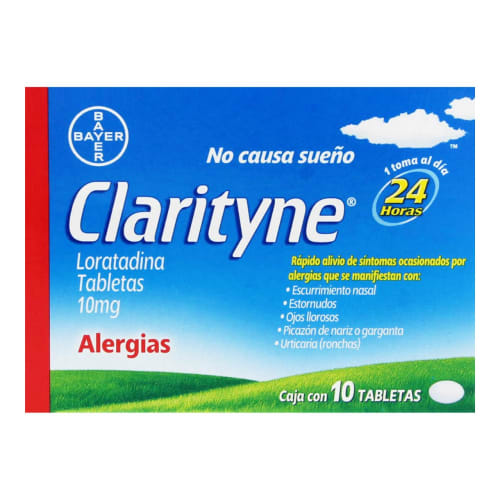 BAYER
BAYER
No causa sueño
Clarityne®
1 toma al día
24
Horas
™
Loratadina
Tabletas
10mg
Rápido alivio de síntomas ocasionados por
alergias que se manifiestan con:
• Escurrimiento nasal
• Estornudos
• Ojos llorosos
• Picazón de nariz o garganta
• Urticaria (ronchas)
Alergias
Caja con 10 TABLETAS